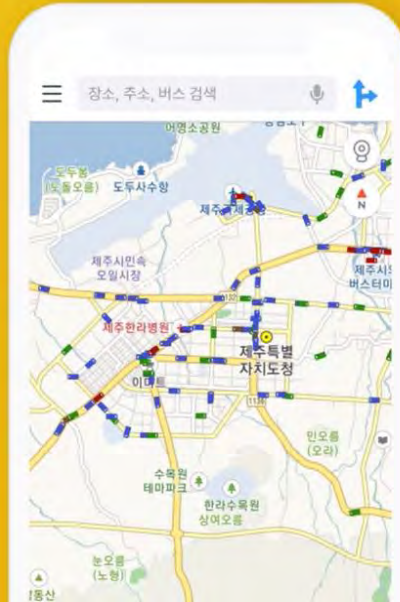 장소, 주소, 버스 검색
어영소공원
도두봉
(도들오름)
도두사수항
N
제주국제공항
제주시민속
오일시장
132
제주시외
버스터미
제주한라병원
제주특별
자치도청
이마트
1139
민오름
(오라)
수목원
테마파크
한라수목원
상여오름
눈오름
(노형)